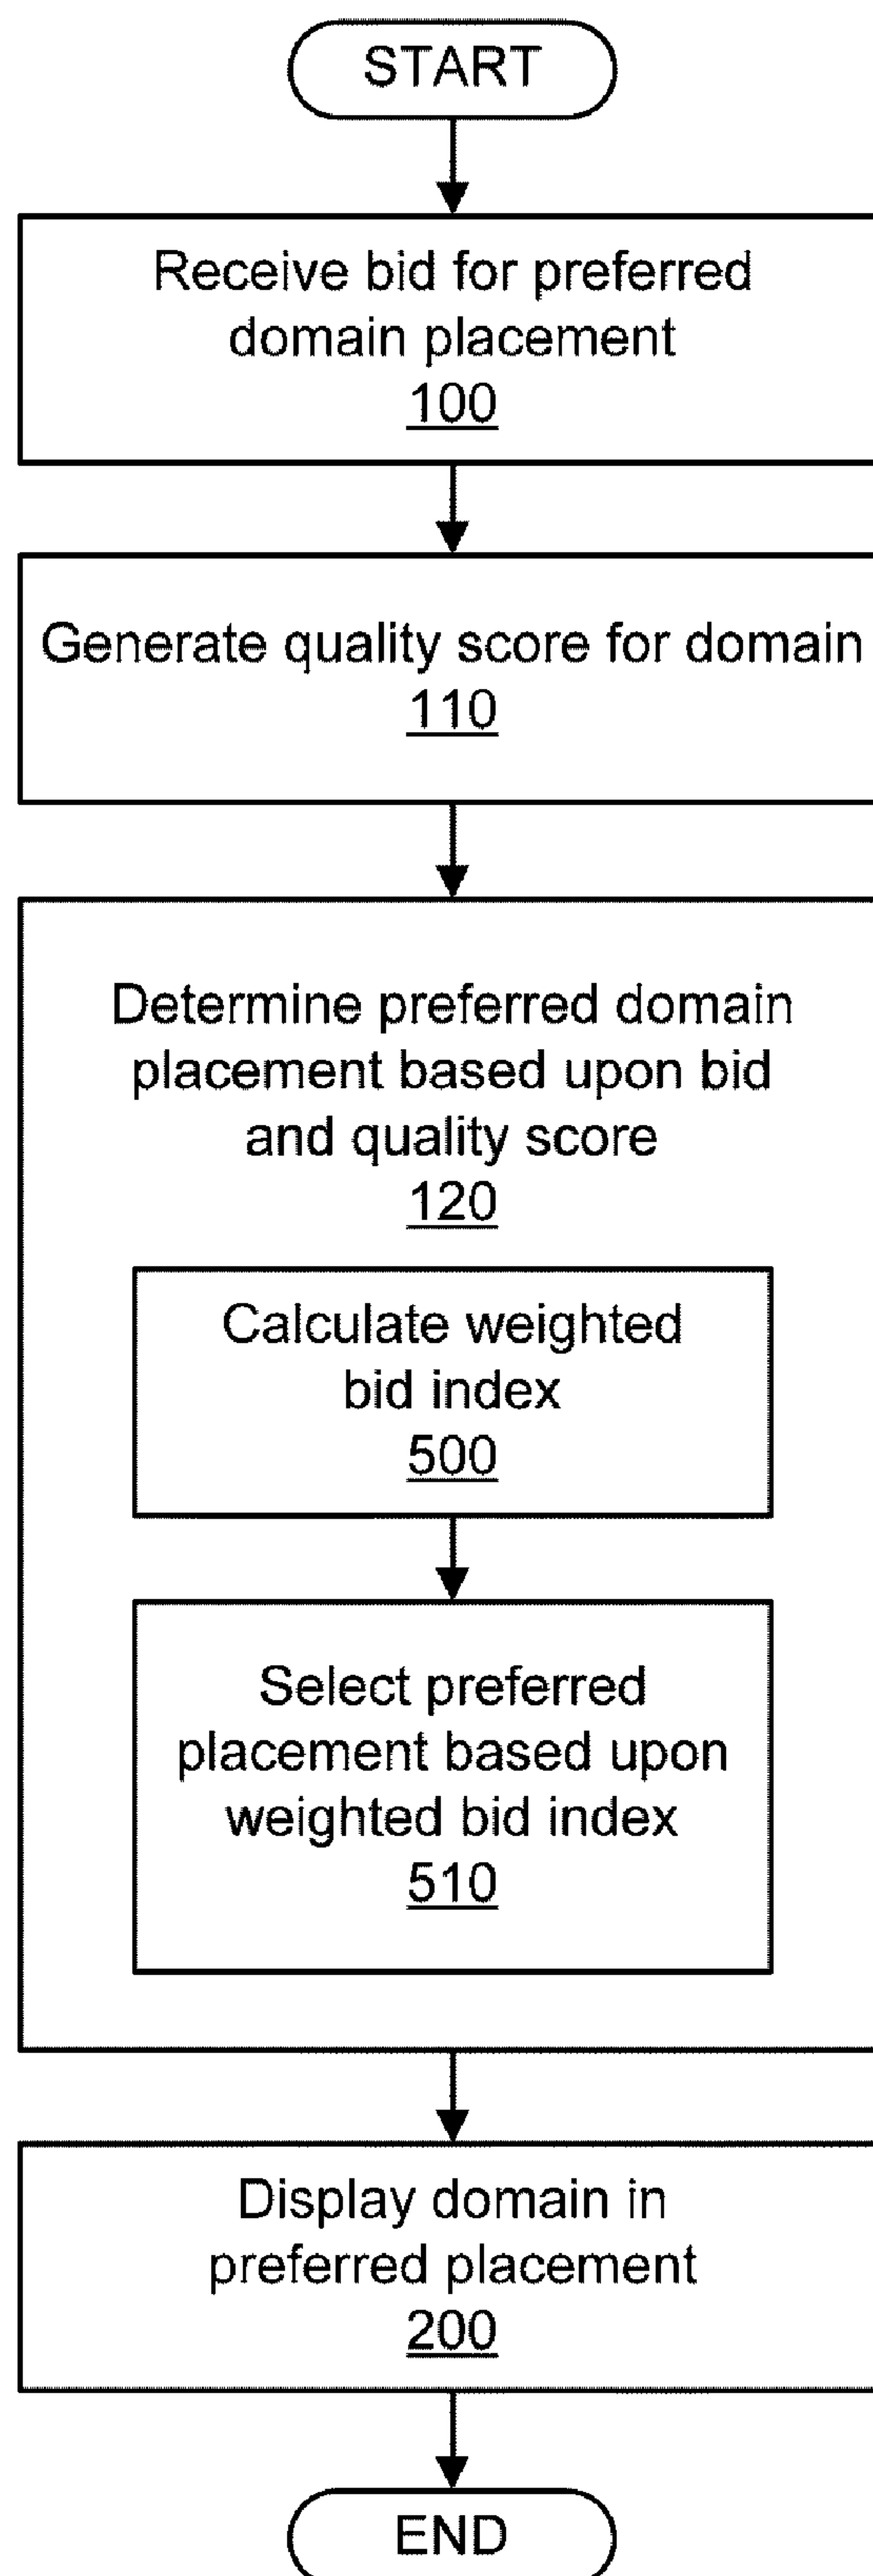 START
Receive bid for preferred
domain placement
100
Generate quality score for domain
110
Determine preferred domain
placement based upon bid
and quality score
120
Calculate weighted
bid index
500
Select preferred
placement based upon
weighted bid index
510
Display domain in
preferred placement
200
END